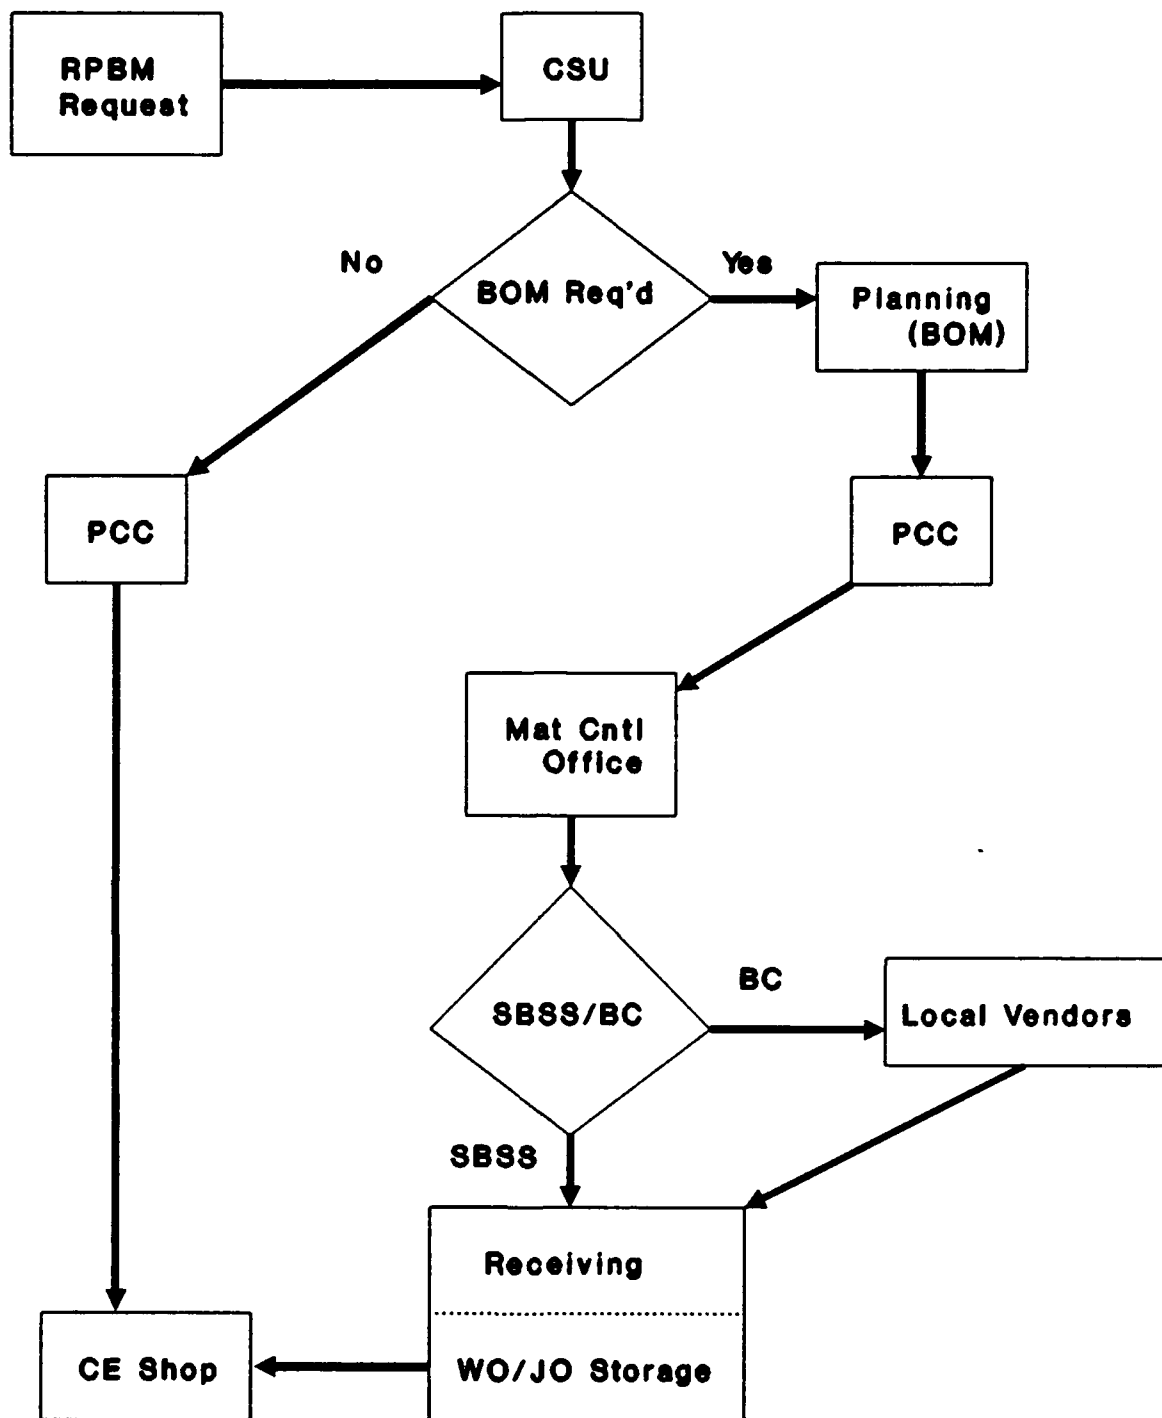 RPBM
Request
CSU
No
BOM Req'd
Yes
Planning
(BOM)
PCC
PCC
Mat Cntl
Office
SBSS/BC
BC
Local Vendors
SBSS
Receiving
CE Shop
WO/JO Storage